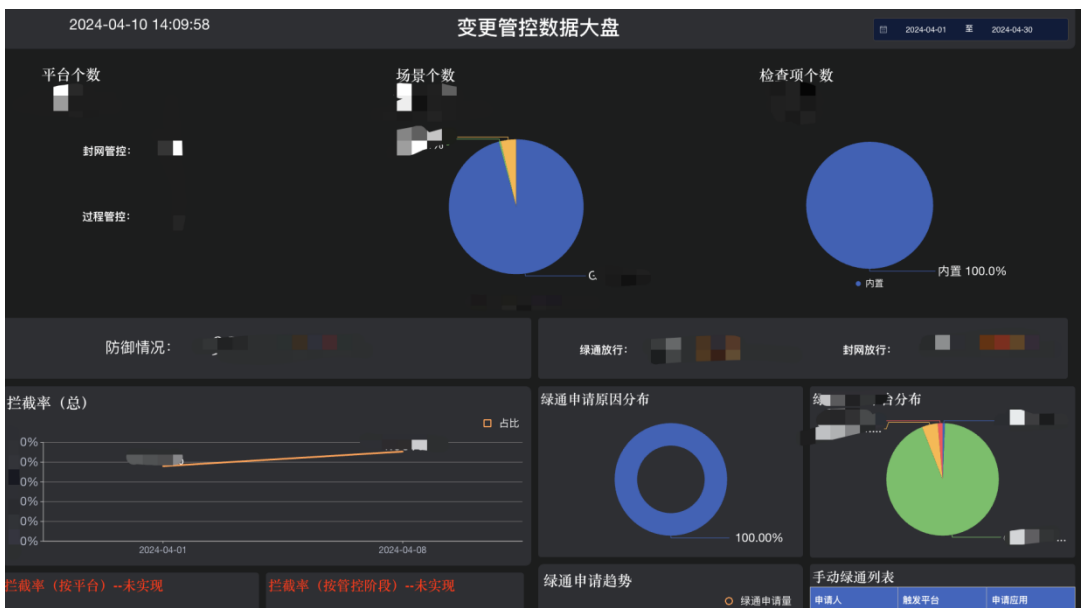 2024-04-10 14:09:58
变更管控数据大盘
2024-04-01 至 2024-04-30
平台个数
场景个数
检查项个数
封网管控:
过程管控:
内置 100.0%
内置
防御情况:
绿通放行:
封网放行:
拦截率（总）
占比
0%
0%
0%
0%
0%
0%
2024-04-01
2024-04-08
绿通申请原因分布
100.00%
台分布
拦截率（按平台）--未实现
拦截率（按管控阶段）--未实现
绿通申请趋势
绿通申请量
手动绿通列表
申请人 触发平台 申请应用